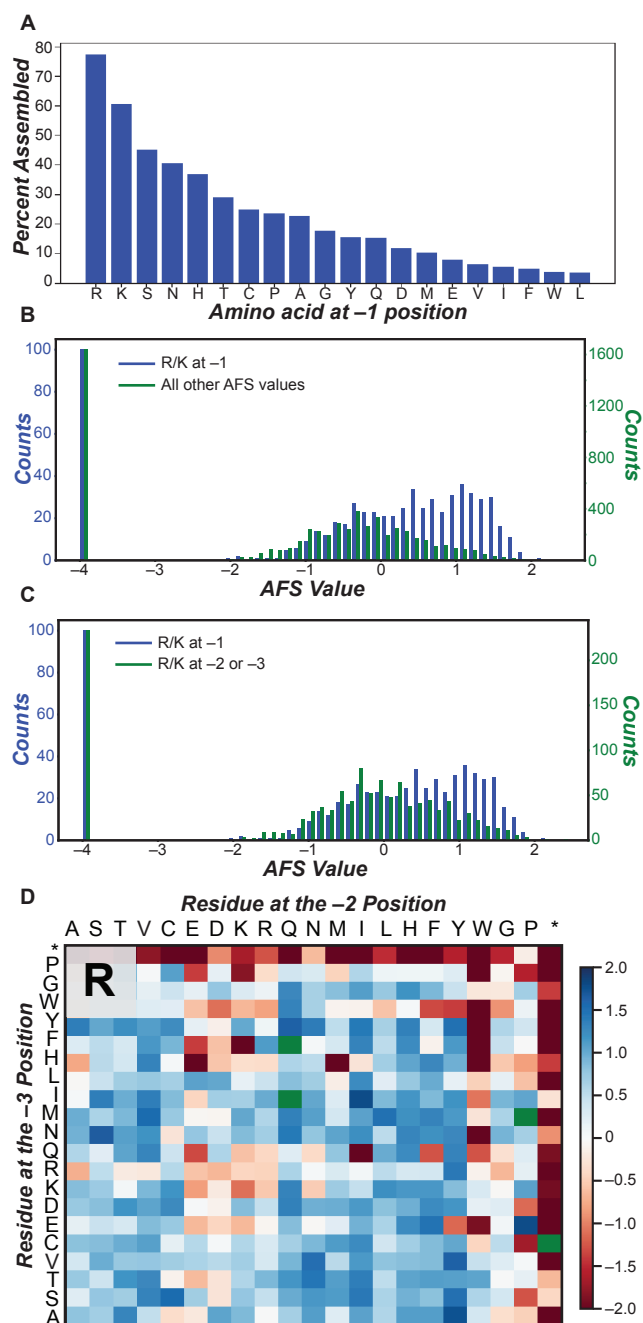 A
80
70
60
50
40
30
20
10
0
Percent Assembled
R K S N H T C P A G Y Q D M E V I F W L
Amino acid at –1 position
B
100
80
60
40
20
0
Counts
R/K at –1
All other AFS values
1600
1200
800
400
0
Counts
–4 –3 –2 –1 0 1 2
AFS Value
C
100
80
60
40
20
0
Counts
R/K at –1
R/K at –2 or –3
200
150
100
50
0
Counts
–4 –3 –2 –1 0 1 2
AFS Value
D
Residue at the –2 Position
A S T V C E D K R Q N M I L H F Y W G P *
Residue at the –3 Position
*
P
G
W
Y
F
H
L
I
M
N
Q
R
K
D
E
C
V
T
S
A
R
2.0
1.5
1.0
0.5
0
–0.5
–1.0
–1.5
–2.0